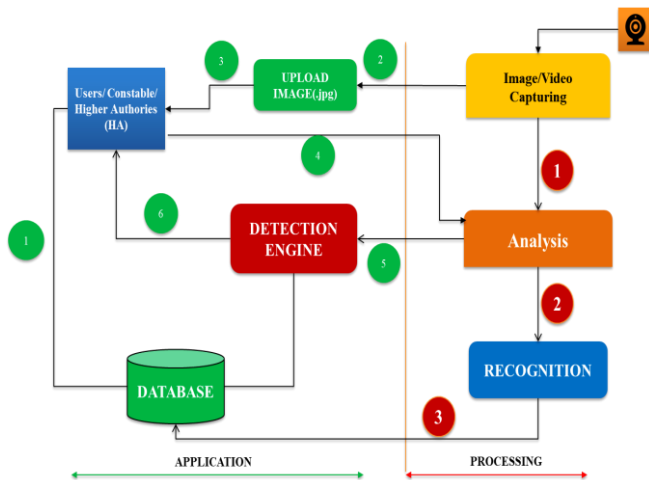 3
2
UPLOAD
IMAGE(.jpg)
Image/Video
Capturing
Users/ Constable/
Higher Authories
(HA)
4
1
6
DETECTION
ENGINE
Analysis
1
5
2
RECOGNITION
DATABASE
3
APPLICATION
PROCESSING